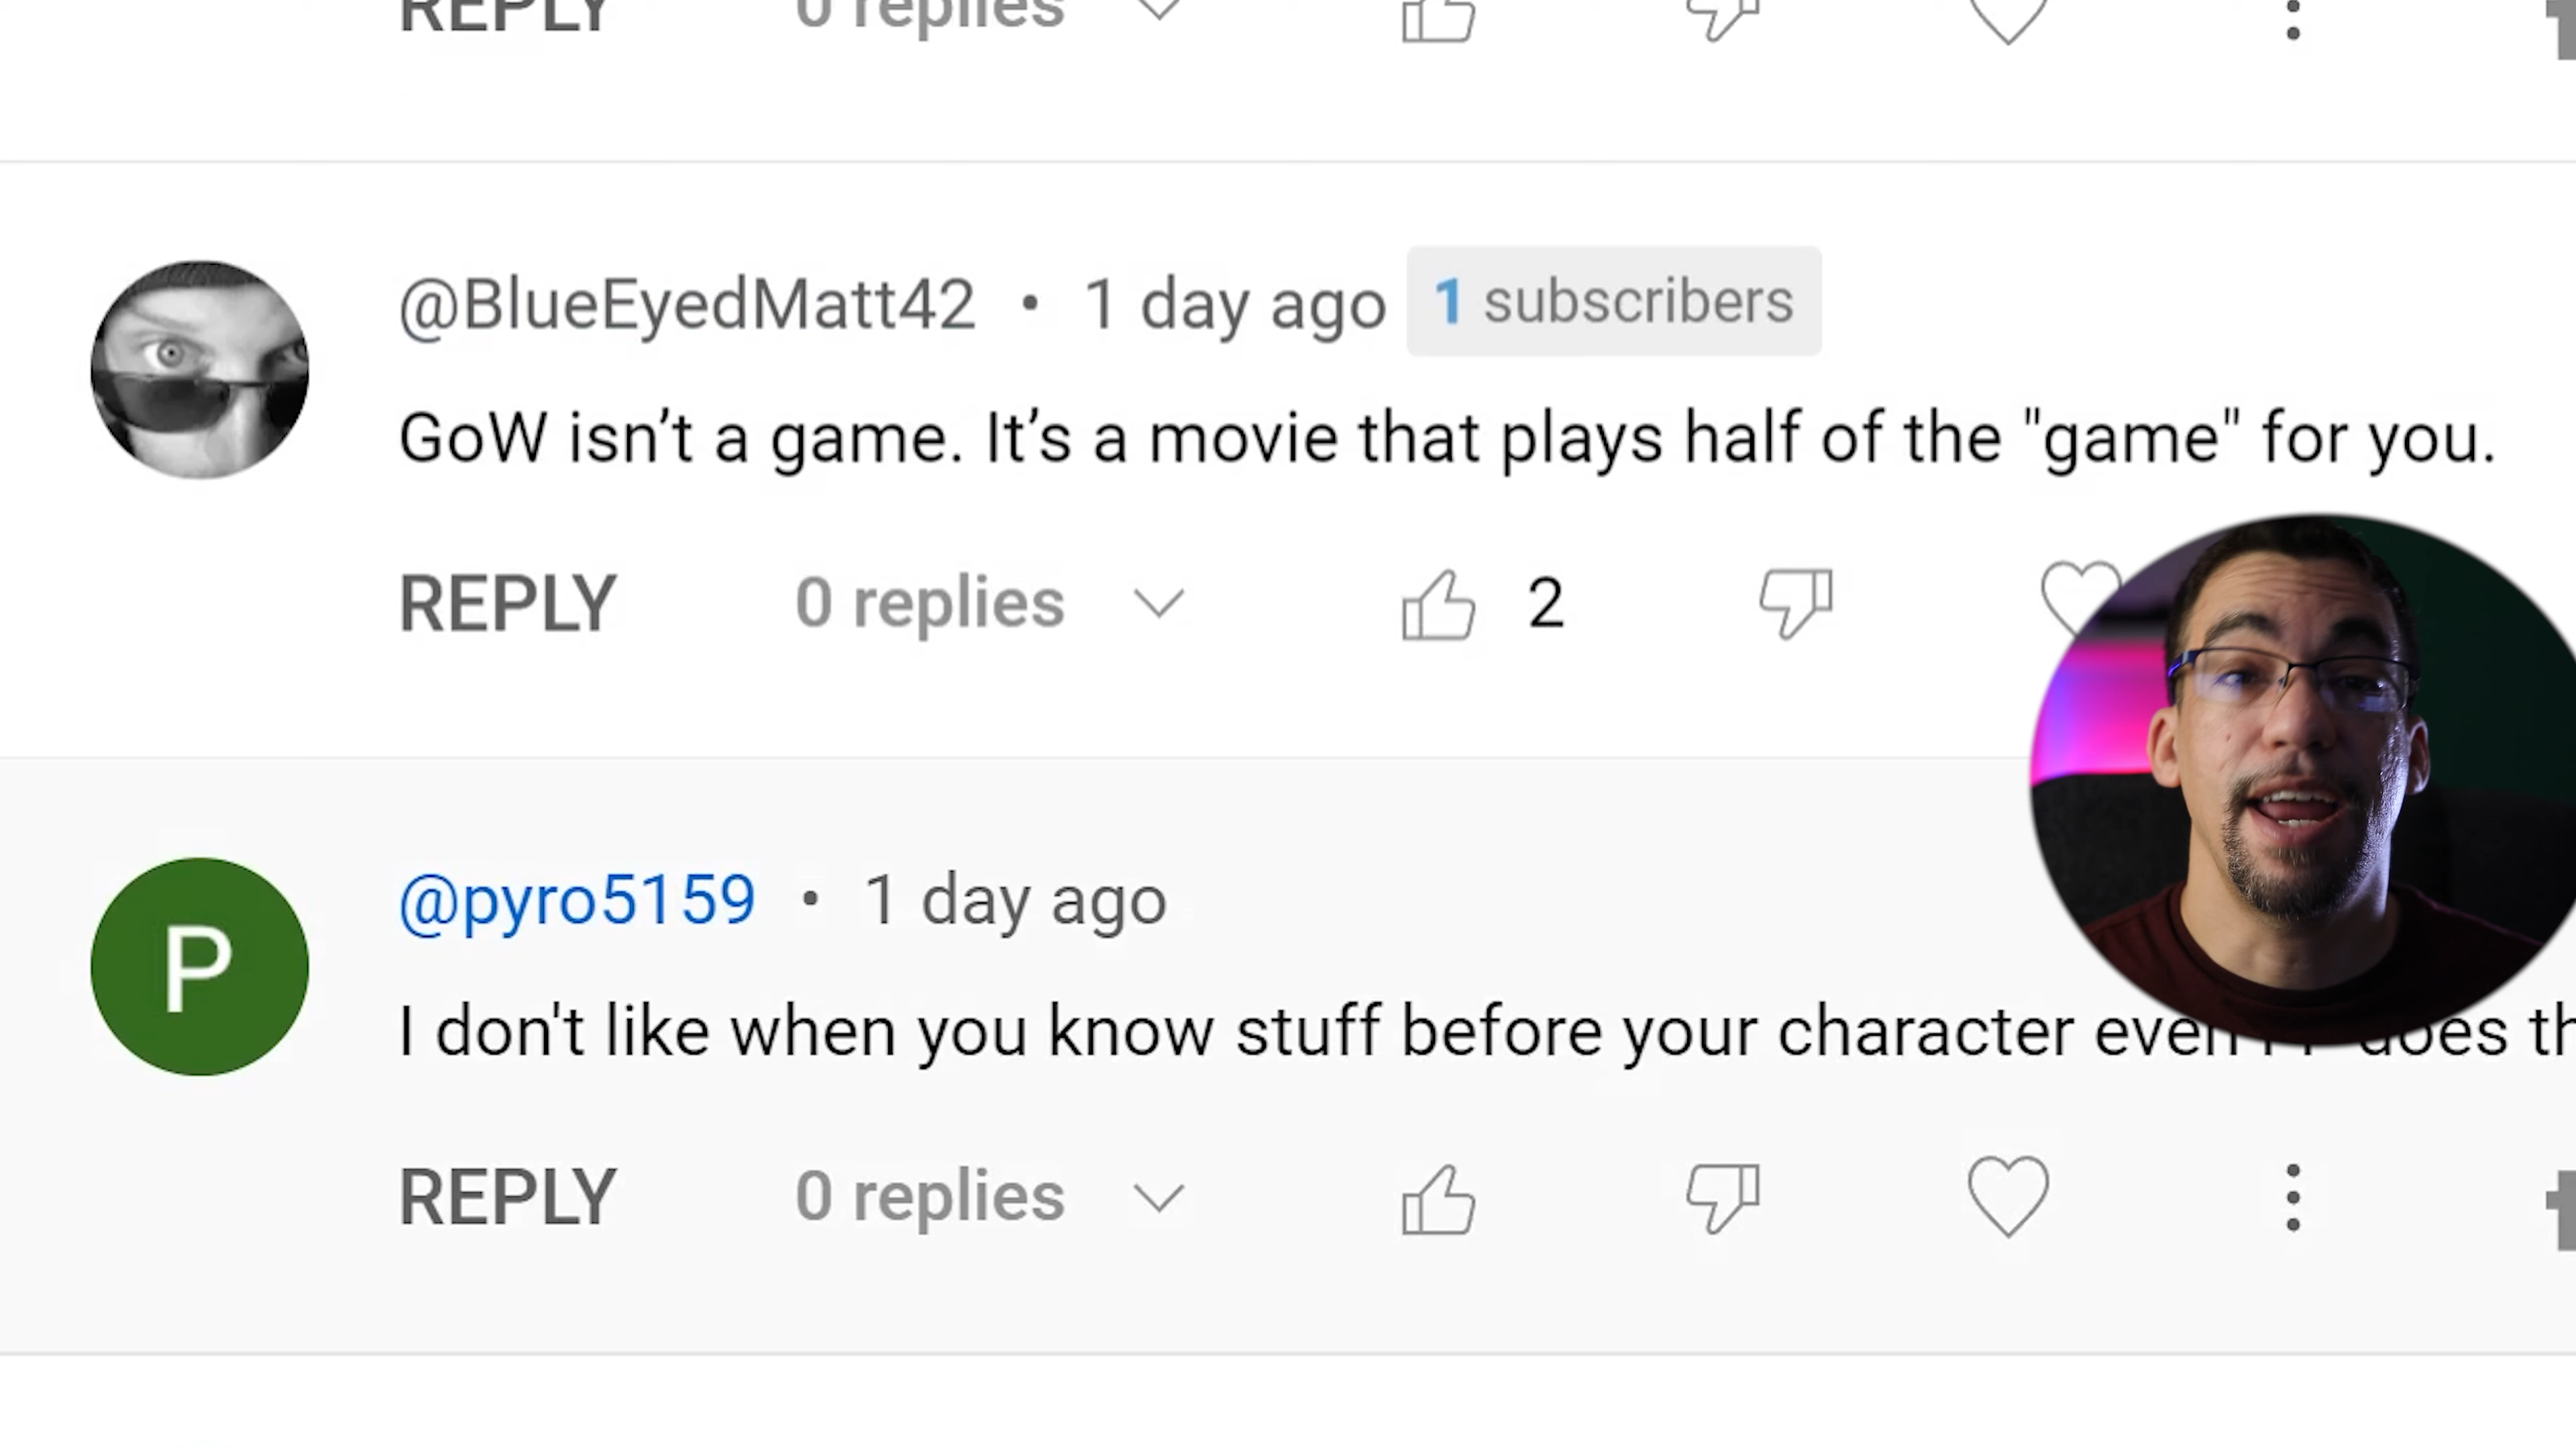 REPLY 0 replies
@BlueEyedMatt42 • 1 day ago 1 subscribers
GoW isn’t a game. It’s a movie that plays half of the "game" for you.
REPLY 0 replies 2
P @pyro5159 • 1 day ago
I don't like when you know stuff before your character even does
REPLY 0 replies